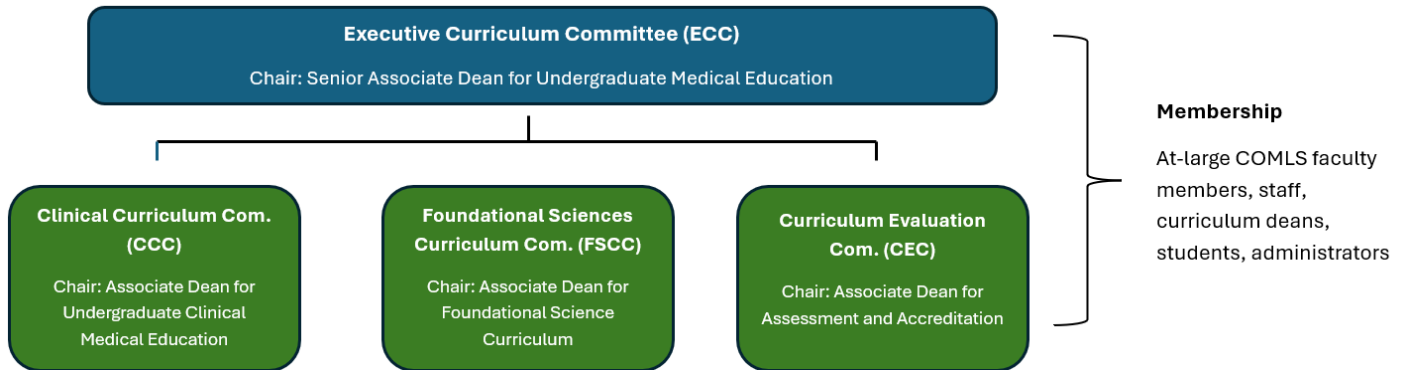 Executive Curriculum Committee (ECC)
Chair: Senior Associate Dean for Undergraduate Medical Education
Clinical Curriculum Com.
(CCC)
Chair: Associate Dean for
Undergraduate Clinical
Medical Education
Foundational Sciences
Curriculum Com. (FSCC)
Chair: Associate Dean for
Foundational Science
Curriculum
Curriculum Evaluation
Com. (CEC)
Chair: Associate Dean for
Assessment and Accreditation
Membership
At-large COMLS faculty
members, staff,
curriculum deans,
students, administrators